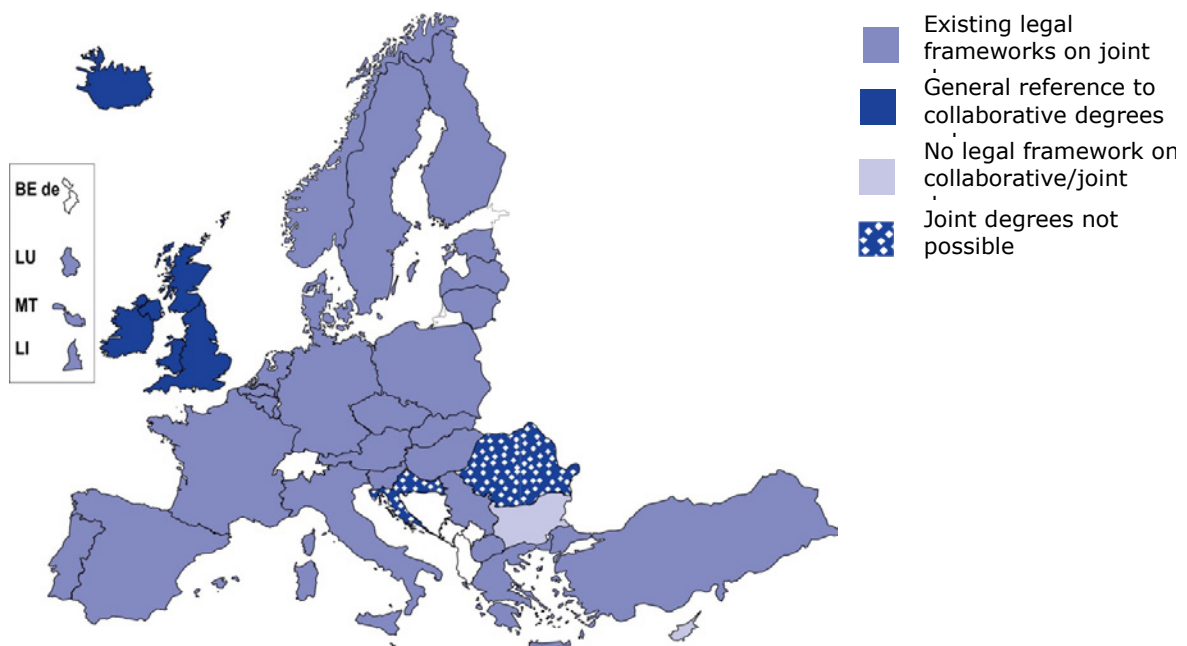 Existing legal
frameworks on joint
General reference to
collaborative degrees
No legal framework on
collaborative/joint
Joint degrees not
possible
BE de
LU
MT
LI